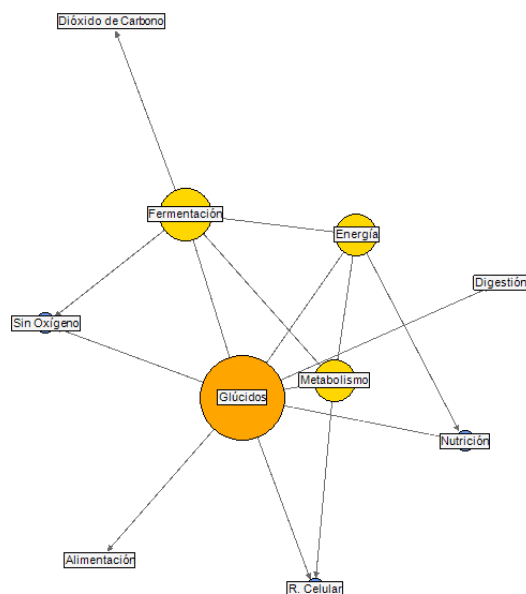 Dióxido de Carbono
Fermentación
Energía
Digestión
Sin Oxígeno
Metabolismo
Glúcidos
Nutrición
Alimentación
R. Celular